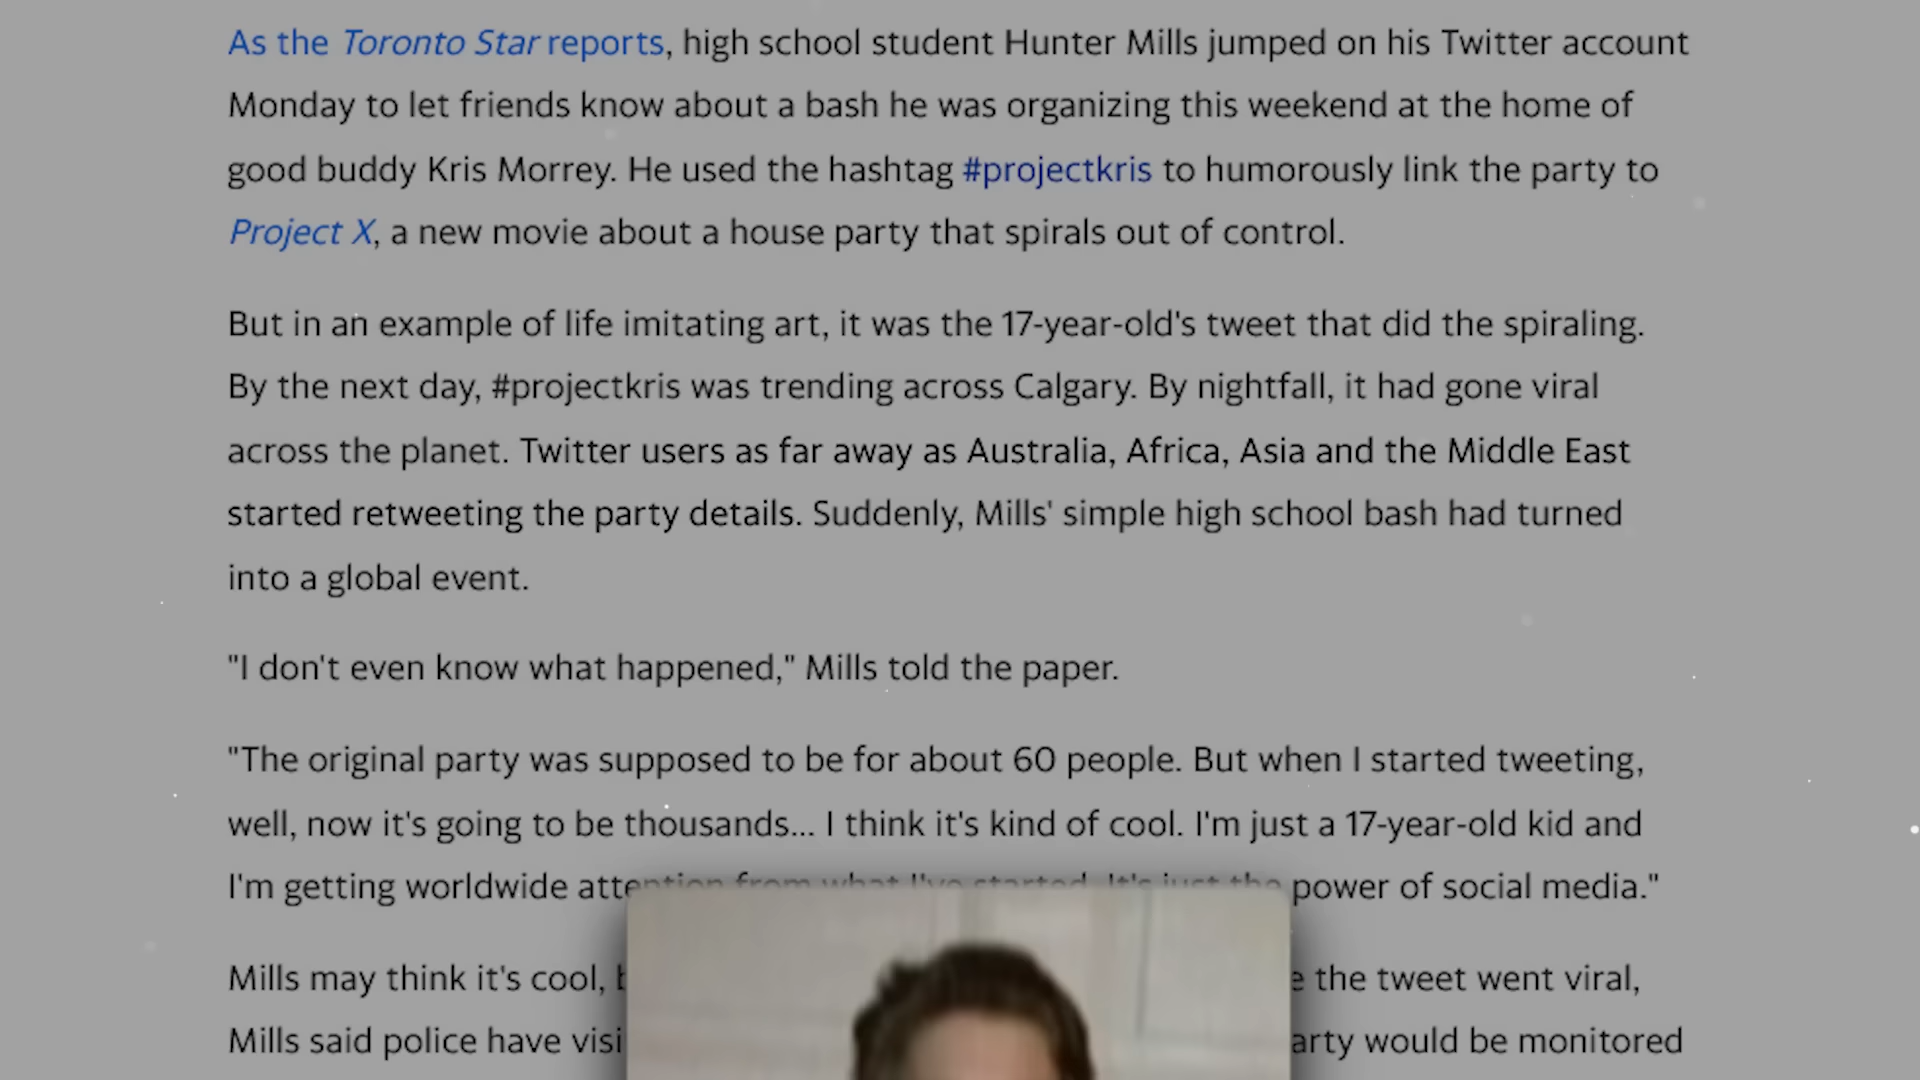 As the Toronto Star reports, high school student Hunter Mills jumped on his Twitter account
Monday to let friends know about a bash he was organizing this weekend at the home of
good buddy Kris Morrey. He used the hashtag #projectkris to humorously link the party to
Project X, a new movie about a house party that spirals out of control.
But in an example of life imitating art, it was the 17-year-old's tweet that did the spiraling.
By the next day, #projectkris was trending across Calgary. By nightfall, it had gone viral
across the planet. Twitter users as far away as Australia, Africa, Asia and the Middle East
started retweeting the party details. Suddenly, Mills' simple high school bash had turned
into a global event.
"I don't even know what happened," Mills told the paper.
"The original party was supposed to be for about 60 people. But when I started tweeting,
well, now it's going to be thousands... I think it's kind of cool. I'm just a 17-year-old kid and
I'm getting worldwide attention from what I've started. It's just the power of social media."
Mills may think it's cool, the tweet went viral,
Mills said police have would be monitored